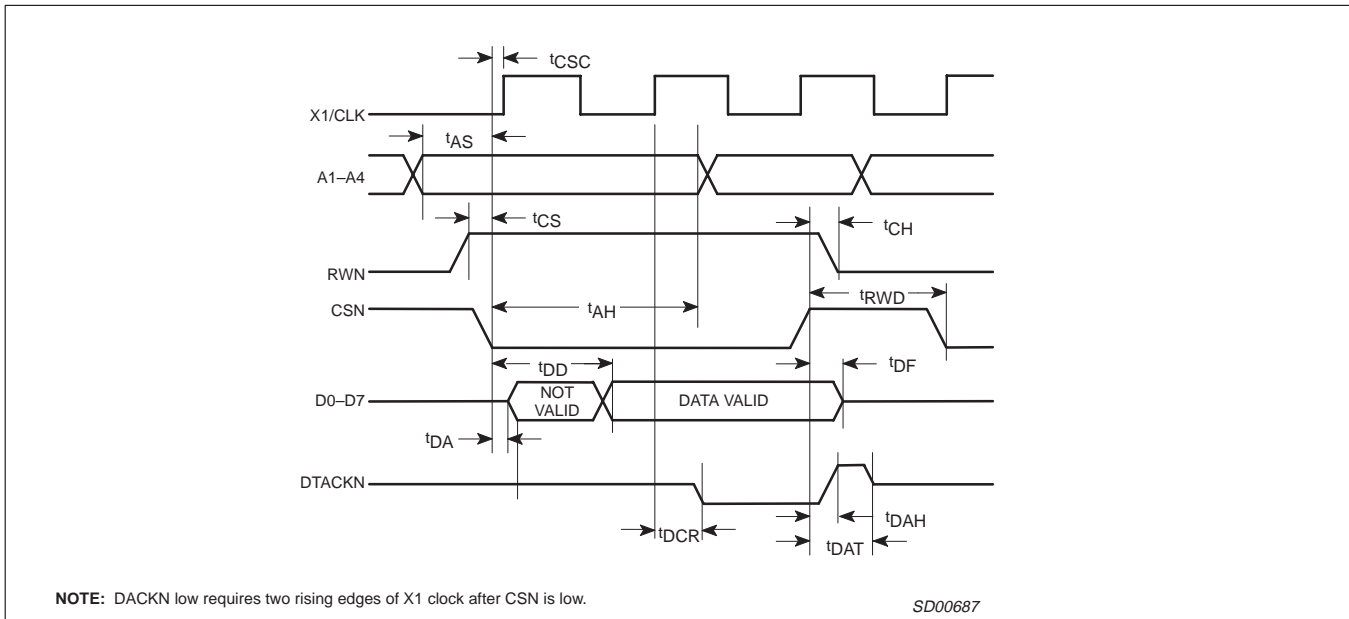 tCSC
X1/CLK
tAS
A1–A4
tCS
tCH
RWN
tRWD
CSN
tAH
tDD
tDF
D0–D7
NOT
VALID
DATA VALID
tDA
DTACKN
tDAH
tDCR
tDAT
NOTE: DACKN low requires two rising edges of X1 clock after CSN is low.
SD00687